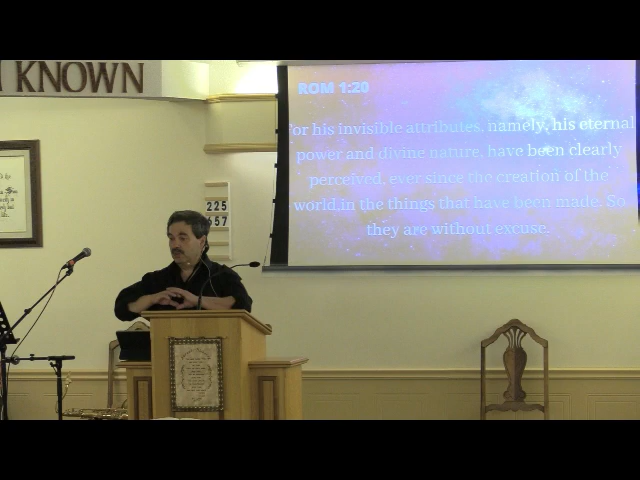 KNOWN
ROM 1:20
or his invisible attributes, namely, his eternal
power and divine nature, have been clearly
perceived, ever since the creation of the
world,in the things that have been made. So
they are without excuse.
225
657